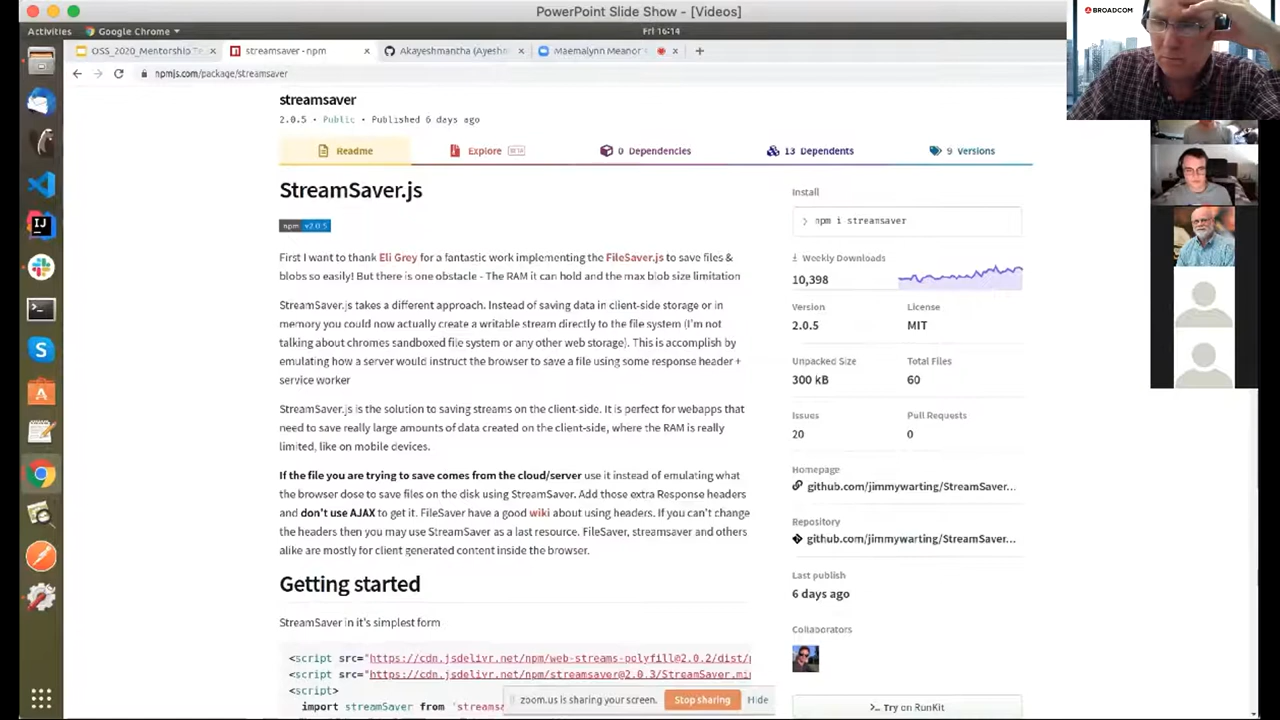 PowerPoint Slide Show - [Videos]
BROADCOM
Activities
Google Chrome
Fri 16:14
OSS_2020_Mentorship Te
streamsaver - npm
Akayeshmantha (Ayesh
Maemalynn Meanor
npmjs.com/package/streamsaver
streamsaver
2.0.5 • Public • Published 6 days ago
Readme
Explore BETA
0 Dependencies
13 Dependents
9 Versions
StreamSaver.js
npm v2.0.5
First I want to thank Eli Grey for a fantastic work implementing the FileSaver.js to save files &
blobs so easily! But there is one obstacle - The RAM it can hold and the max blob size limitation
StreamSaver.js takes a different approach. Instead of saving data in client-side storage or in
memory you could now actually create a writable stream directly to the file system (I'm not
talking about chromes sandboxed file system or any other web storage). This is accomplish by
emulating how a server would instruct the browser to save a file using some response header +
service worker
StreamSaver.js is the solution to saving streams on the client-side. It is perfect for webapps that
need to save really large amounts of data created on the client-side, where the RAM is really
limited, like on mobile devices.
If the file you are trying to save comes from the cloud/server use it instead of emulating what
the browser dose to save files on the disk using StreamSaver. Add those extra Response headers
and don't use AJAX to get it. FileSaver have a good wiki about using headers. If you can't change
the headers then you may use StreamSaver as a last resource. FileSaver, streamsaver and others
alike are mostly for client generated content inside the browser.
Getting started
StreamSaver in it's simplest form
<script src="https://cdn.jsdelivr.net/npm/web-streams-polyfill@2.0.2/dist/
<script src="https://cdn.jsdelivr.net/npm/streamsaver@2.0.3/StreamSaver.mi
<script>
import streamSaver from 'streamsa
zoom.us is sharing your screen.
Stop sharing
Hide
Install
> npm i streamsaver
Weekly Downloads
10,398
Version
License
2.0.5
MIT
Unpacked Size
Total Files
300 kB
60
Issues
Pull Requests
20
0
Homepage
github.com/jimmywarting/StreamSaver...
Repository
github.com/jimmywarting/StreamSaver...
Last publish
6 days ago
Collaborators
Try on RunKit